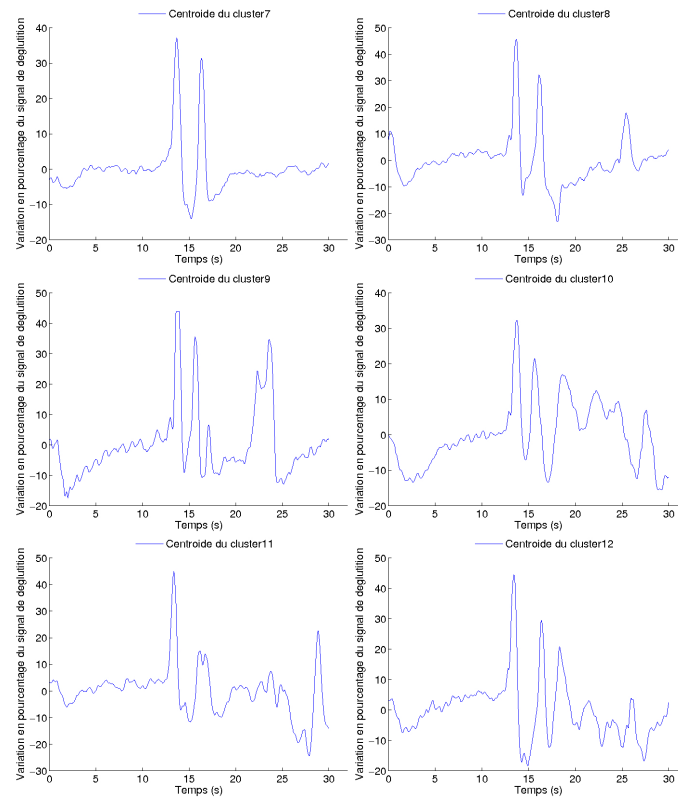 Centroide du cluster7
Variation en pourcentage du signal de deglutition
40
30
20
10
0
−10
−20
0 5 10 15 20 25 30
Temps (s)
Centroide du cluster8
Variation en pourcentage du signal de deglutition
50
40
30
20
10
0
−10
−20
−30
0 5 10 15 20 25 30
Temps (s)
Centroide du cluster9
Variation en pourcentage du signal de deglutition
50
40
30
20
10
0
−10
−20
0 5 10 15 20 25 30
Temps (s)
Centroide du cluster10
Variation en pourcentage du signal de deglutition
40
30
20
10
0
−10
−20
0 5 10 15 20 25 30
Temps (s)
Centroide du cluster11
Variation en pourcentage du signal de deglutition
50
40
30
20
10
0
−10
−20
−30
0 5 10 15 20 25 30
Temps (s)
Centroide du cluster12
Variation en pourcentage du signal de deglutition
50
40
30
20
10
0
−10
−20
0 5 10 15 20 25 30
Temps (s)